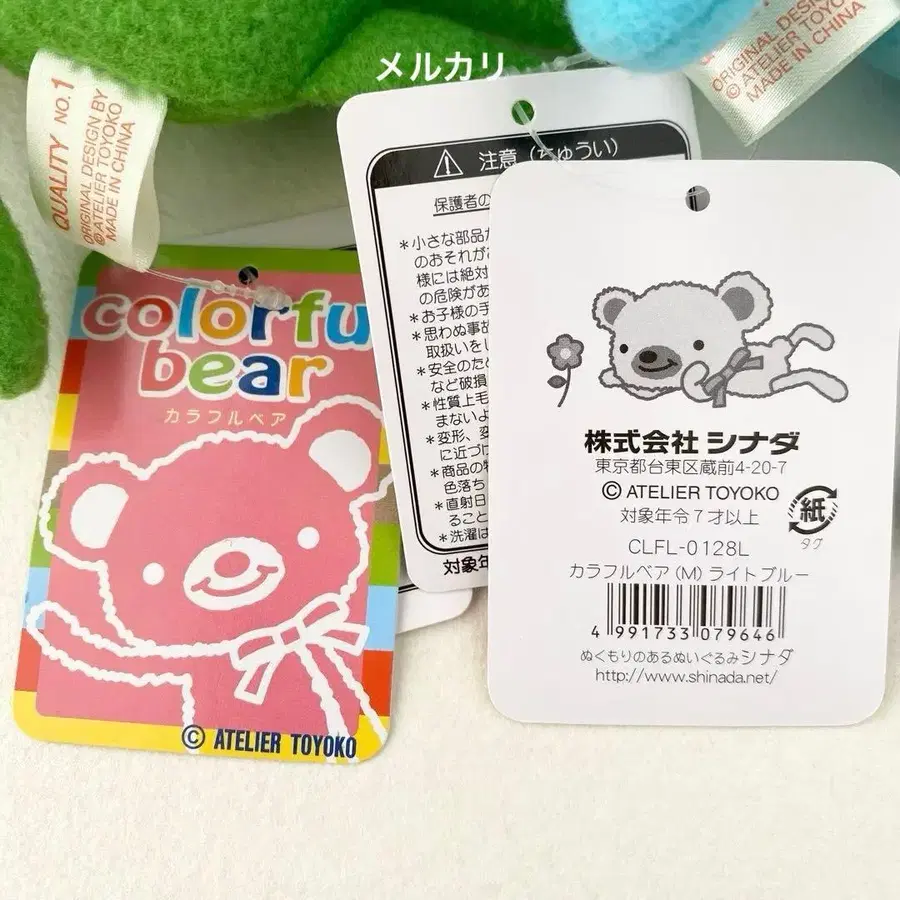 メルカリ
QUALITY NO.1
ORIGINAL DESIGN BY
© ATELIER TOYOKO
MADE IN CHINA
ORIGINAL DESIGN
© ATELIER TOYO
MADE IN CHINA
colorfu
bear
カラフルベア
© ATELIER TOYOKO
注意（ちゅうい）
保護者の
*小さな部品
のおそれがあ
様には絶対
の危険があ
*お子様の手
*思わぬ事故
取扱いをし
*安全のため
など破損
*性質上毛
まないよ
*変形、変
に近づけ
*商品の特
色落ち
*直射日
ること
*洗濯は
対象年
株式会社 シナダ
東京都台東区蔵前4-20-7
© ATELIER TOYOKO
対象年令7才以上
紙
タグ
CLFL-0128L
カラフルベア（M）ライトブルー
4 991733 079646
ぬくもりのあるぬいぐるみシナダ
http://www.shinada.net/